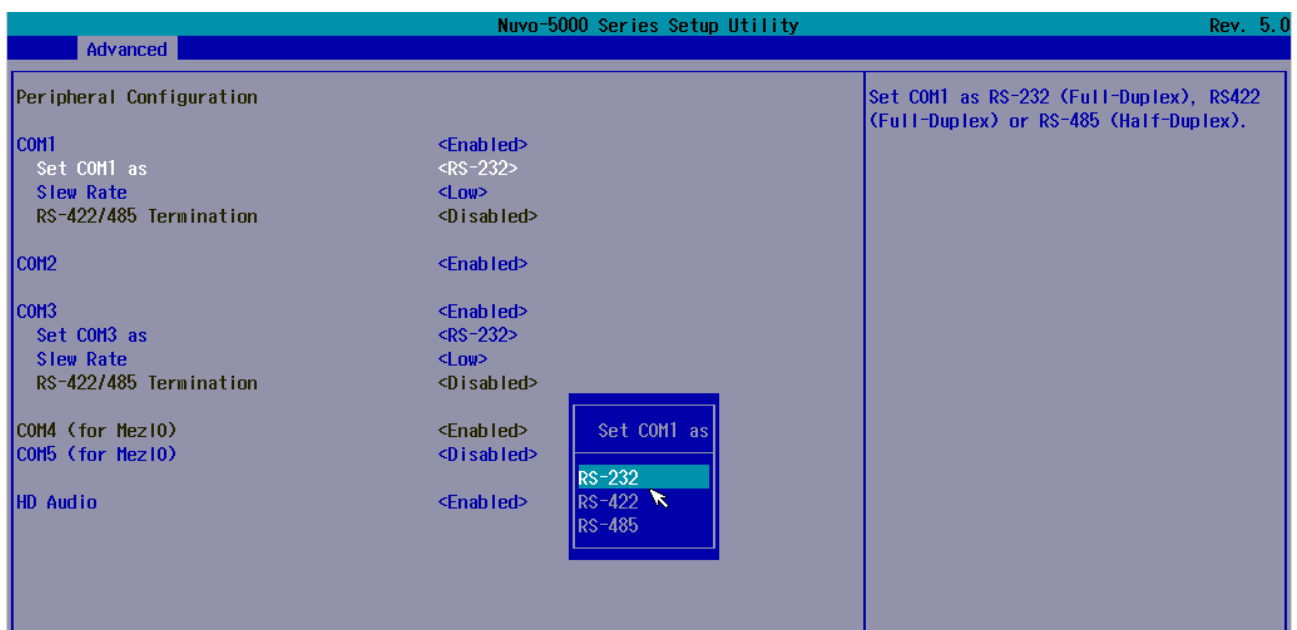 Nuvo-5000 Series Setup Utility Rev. 5.0
Advanced
Peripheral Configuration
Set COM1 as RS-232 (Full-Duplex), RS422
(Full-Duplex) or RS-485 (Half-Duplex).
COM1 <Enabled>
Set COM1 as <RS-232>
Slew Rate <Low>
RS-422/485 Termination <Disabled>
COM2 <Enabled>
COM3 <Enabled>
Set COM3 as <RS-232>
Slew Rate <Low>
RS-422/485 Termination <Disabled>
COM4 (for MezIO) <Enabled>
COM5 (for MezIO) <Disabled>
HD Audio <Enabled>
Set COM1 as
RS-232
RS-422
RS-485